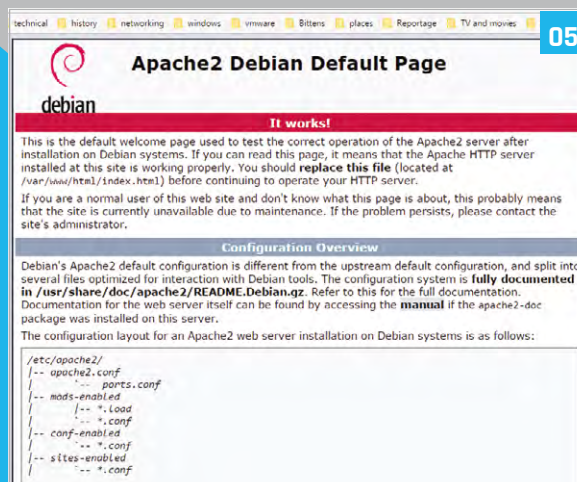 technical history networking windows vmware Bittens places Reportage TV and movies
05
debian
Apache2 Debian Default Page
It works!
This is the default welcome page used to test the correct operation of the Apache2 server after
installation on Debian systems. If you can read this page, it means that the Apache HTTP server
installed at this site is working properly. You should replace this file (located at
/var/www/html/index.html) before continuing to operate your HTTP server.
If you are a normal user of this web site and don't know what this page is about, this probably means
that the site is currently unavailable due to maintenance. If the problem persists, please contact the
site's administrator.
Configuration Overview
Debian's Apache2 default configuration is different from the upstream default configuration, and split into
several files optimized for interaction with Debian tools. The configuration system is fully documented
in /usr/share/doc/apache2/README.Debian.gz. Refer to this for the full documentation.
Documentation for the web server itself can be found by accessing the manual if the apache2-doc
package was installed on this server.
The configuration layout for an Apache2 web server installation on Debian systems is as follows:
/etc/apache2/
|-- apache2.conf
|       `--  ports.conf
|-- mods-enabled
|       |-- *.load
|       `-- *.conf
|-- conf-enabled
|       `-- *.conf
|-- sites-enabled
|       `-- *.conf